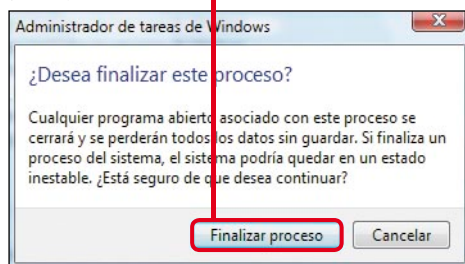 Administrador de tareas de Windows
¿Desea finalizar este proceso?
Cualquier programa abierto asociado con este proceso se
cerrará y se perderán todos los datos sin guardar. Si finaliza un
proceso del sistema, el sistema podría quedar en un estado
inestable. ¿Está seguro de que desea continuar?
Finalizar proceso Cancelar